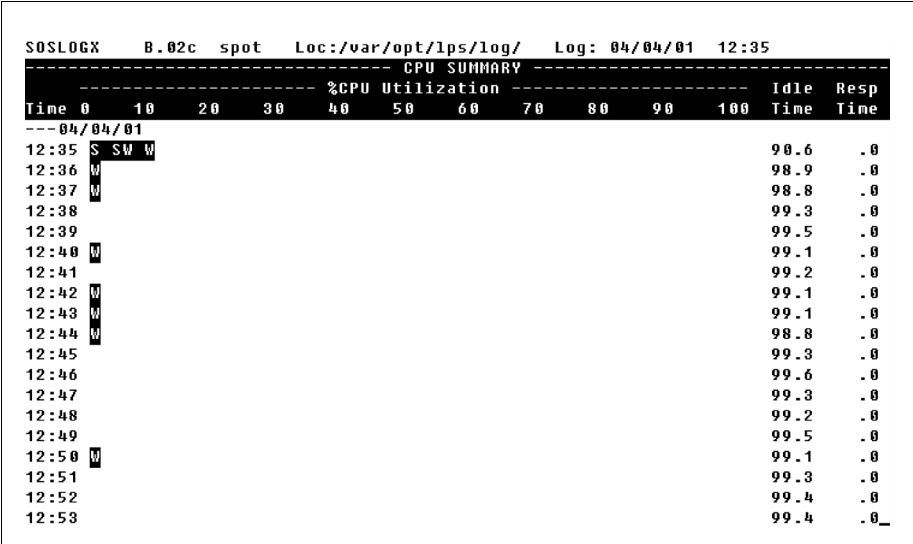 SOSLOGX B.02c spot Loc:/var/opt/lps/log/ Log: 04/04/01 12:35
---------------------------------- CPU SUMMARY ----------------------------------
---------------------- %CPU Utilization ---------------------- Idle Resp
Time 0 10 20 30 40 50 60 70 80 90 100 Time Time
---04/04/01
12:35 S SW W 90.6 .0
12:36 W 98.9 .0
12:37 W 98.8 .0
12:38 99.3 .0
12:39 99.5 .0
12:40 W 99.1 .0
12:41 99.2 .0
12:42 W 99.1 .0
12:43 W 99.1 .0
12:44 W 98.8 .0
12:45 99.3 .0
12:46 99.6 .0
12:47 99.3 .0
12:48 99.2 .0
12:49 99.5 .0
12:50 W 99.1 .0
12:51 99.3 .0
12:52 99.4 .0
12:53 99.4 .0_